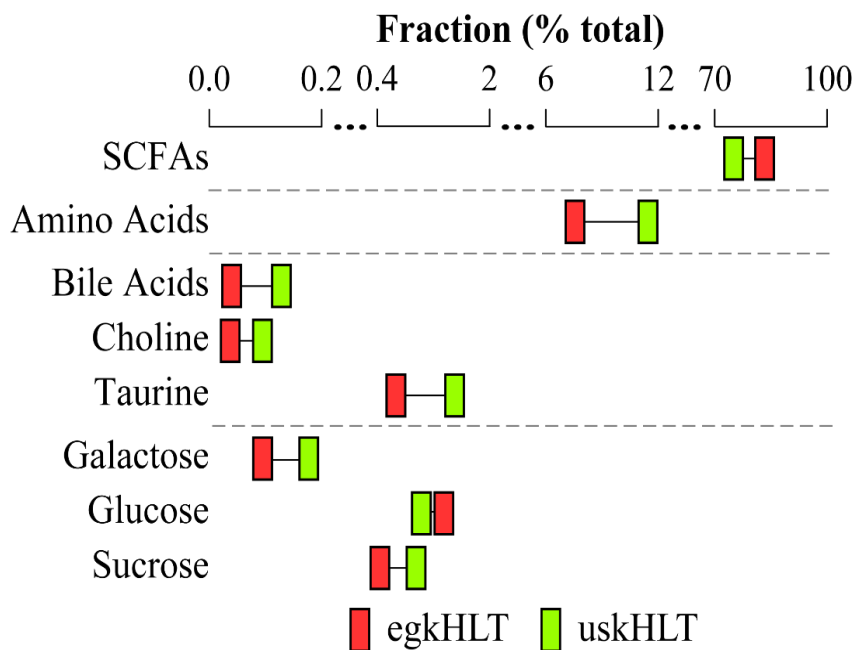 Fraction (% total)
0.0 0.2 0.4 2 6 12 70 100
SCFAs
Amino Acids
Bile Acids
Choline
Taurine
Galactose
Glucose
Sucrose
egkHLT uskHLT